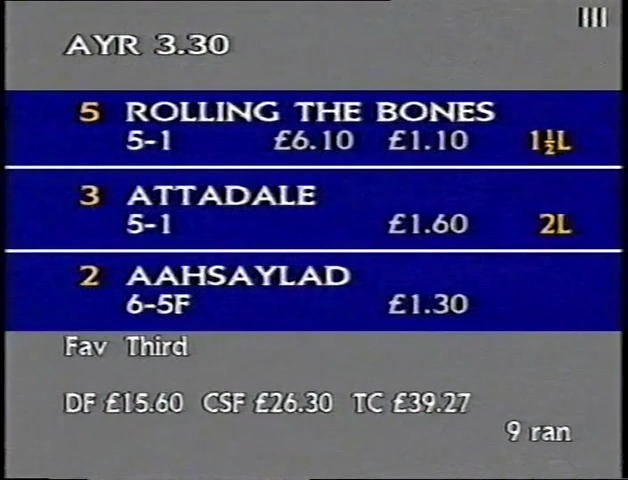 AYR 3.30
5 ROLLING THE BONES
5-1 £6.10 £1.10 1½L
3 ATTADALE
5-1 £1.60 2L
2 AAHSAYLAD
6-5F £1.30
Fav Third
DF £15.60 CSF £26.30 TC £39.27
9 ran